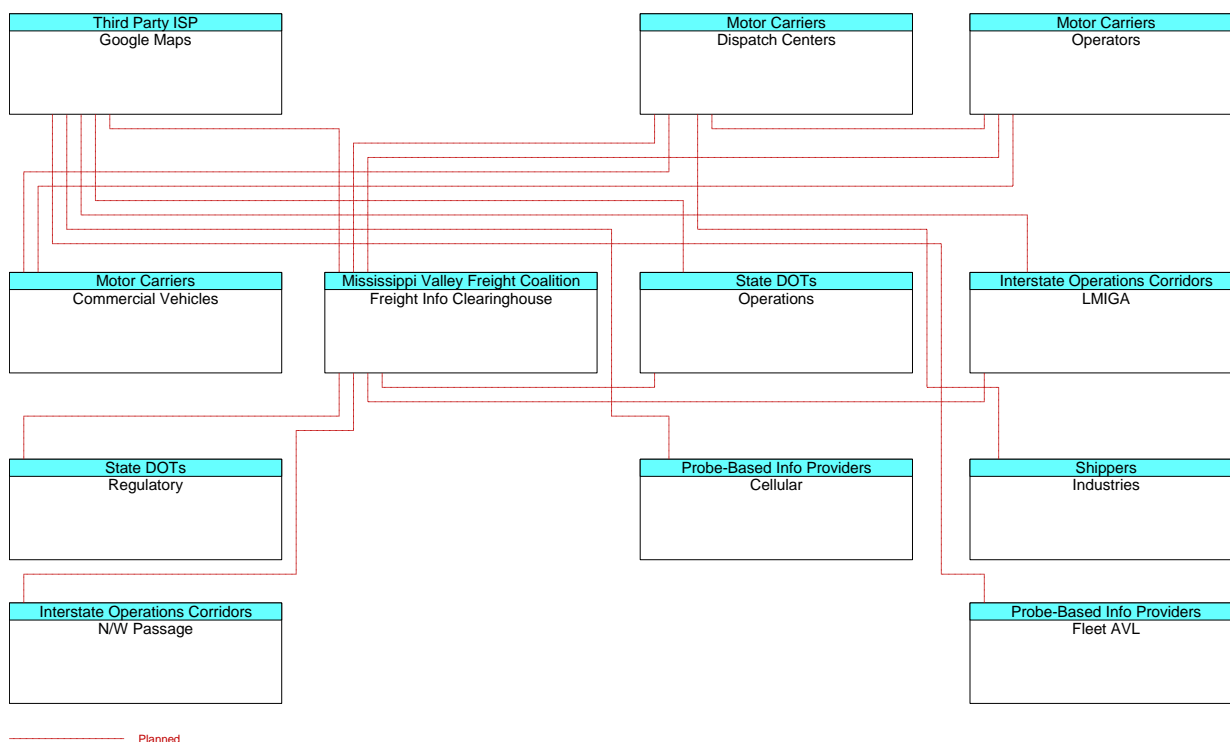 Third Party ISP
Google Maps
Motor Carriers
Dispatch Centers
Motor Carriers
Operators
Motor Carriers
Commercial Vehicles
Mississippi Valley Freight Coalition
Freight Info Clearinghouse
State DOTs
Operations
Interstate Operations Corridors
LMIGA
State DOTs
Regulatory
Probe-Based Info Providers
Cellular
Shippers
Industries
Interstate Operations Corridors
N/W Passage
Probe-Based Info Providers
Fleet AVL
Planned